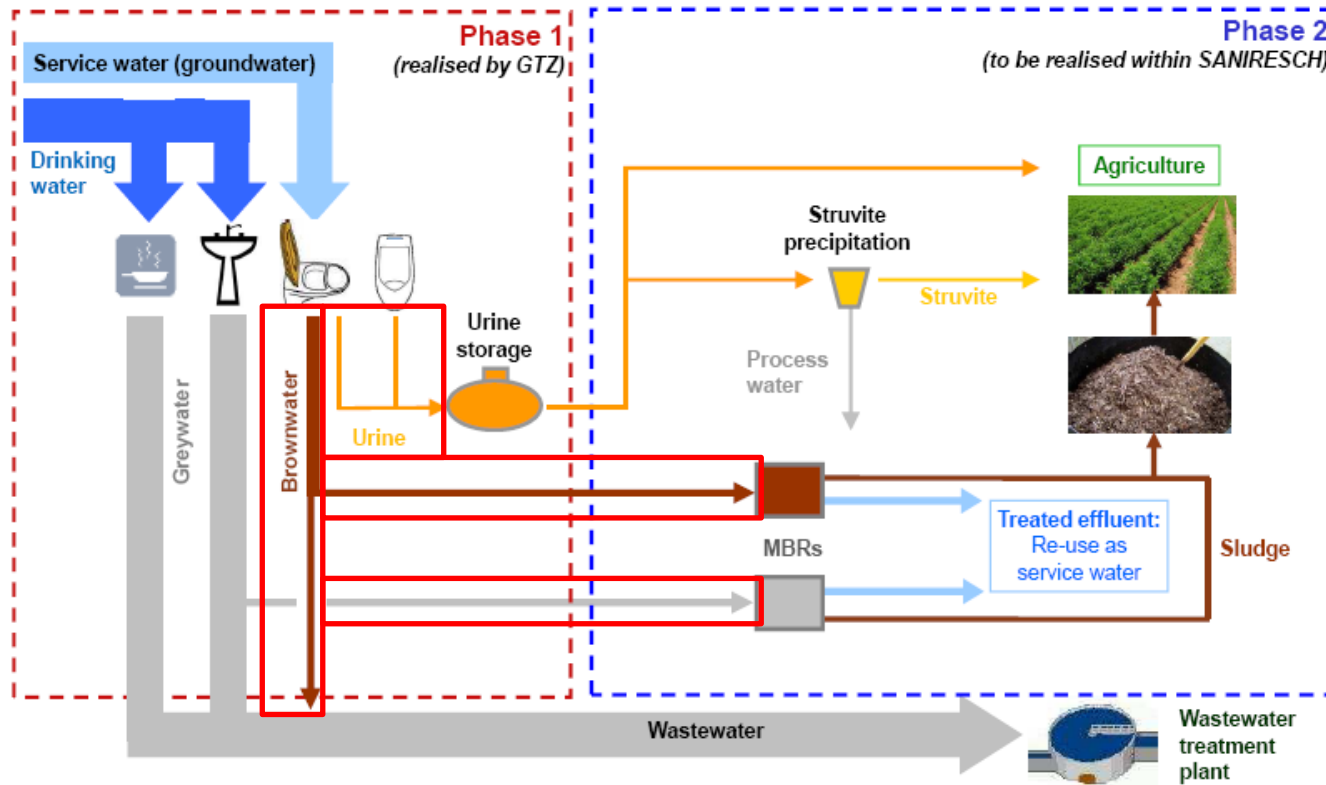 Phase 1
(realised by GTZ)
Service water (groundwater)
Drinking
water
Urine
storage
Urine
Greywater
Brownwater
Phase 2
(to be realised within SANIRESCH)
Agriculture
Struvite
precipitation
Struvite
Process
water
MBRs
Treated effluent:
Re-use as
service water
Sludge
Wastewater
Wastewater
treatment
plant